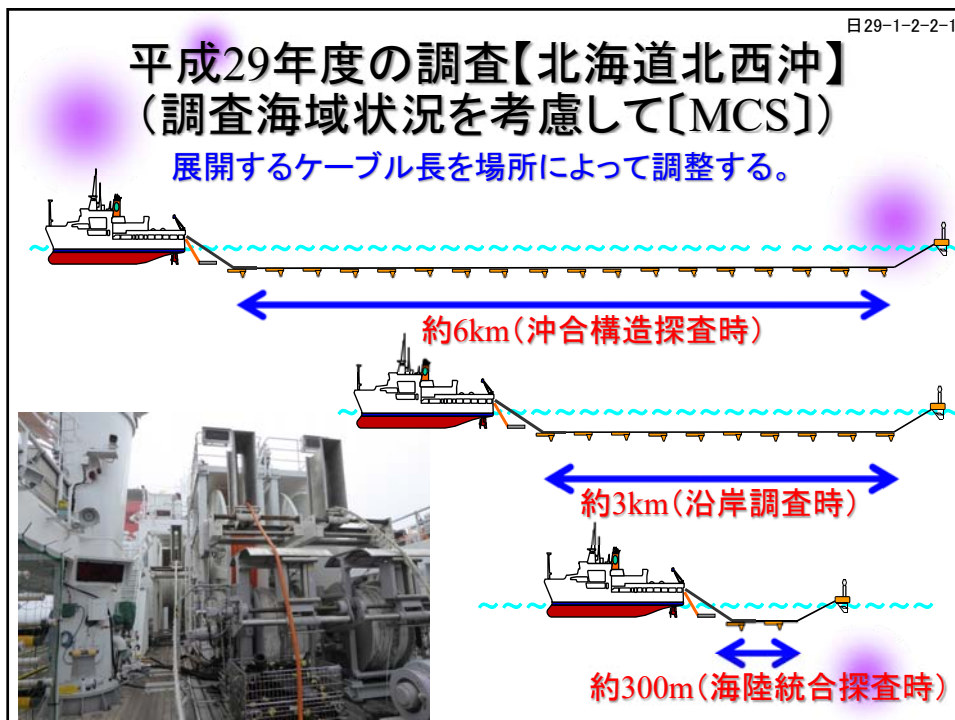 日29-1-2-2-1
平成29年度の調査【北海道北西沖】
（調査海域状況を考慮して〔MCS〕）
展開するケーブル長を場所によって調整する。
約6km（沖合構造探査時）
約3km（沿岸調査時）
約300m（海陸統合探査時）